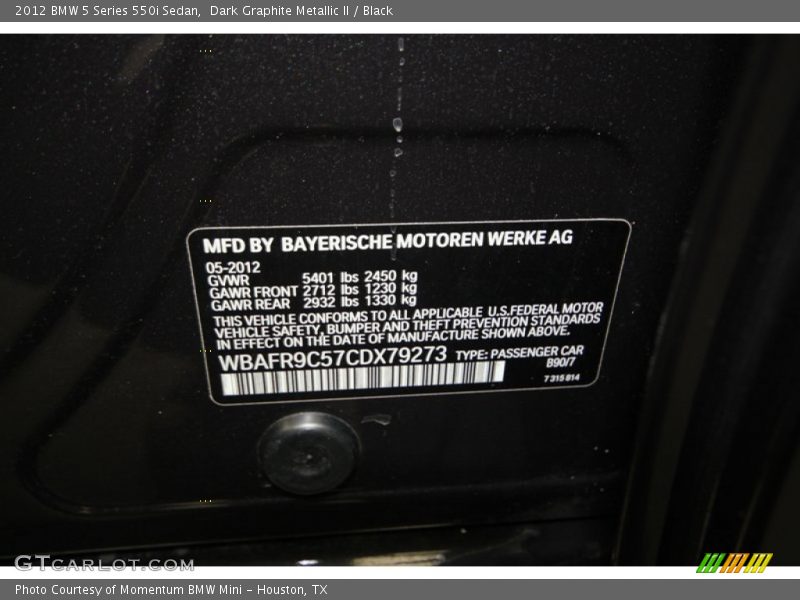 2012 BMW 5 Series 550i Sedan,  Dark Graphite Metallic II / Black
MFD BY BAYERISCHE MOTOREN WERKE AG
05-2012
GVWR 5401 lbs 2450 kg
GAWR FRONT 2712 lbs 1230 kg
GAWR REAR 2932 lbs 1330 kg
THIS VEHICLE CONFORMS TO ALL APPLICABLE U.S.FEDERAL MOTOR
VEHICLE SAFETY, BUMPER AND THEFT PREVENTION STANDARDS
IN EFFECT ON THE DATE OF MANUFACTURE SHOWN ABOVE.
WBAFR9C57CDX79273 TYPE: PASSENGER CAR
B90/7
7 315 814
GTCARLOT.COM
Photo Courtesy of Momentum BMW Mini - Houston, TX